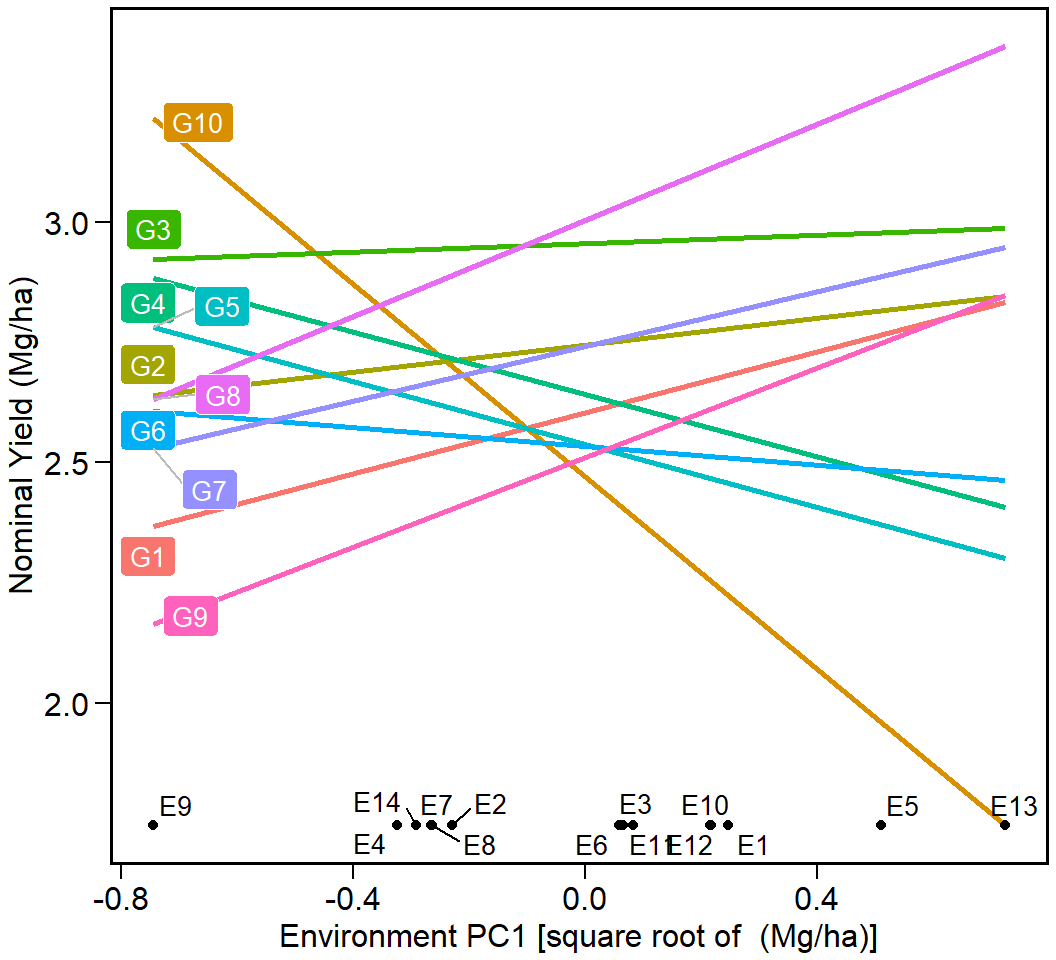 G10
G3
3.0
G4
G5
G2
G8
G6
G7
2.5
G1
G9
2.0
Nominal Yield (Mg/ha)
E9
E14
E7
E2
E3
E10
E5
E13
E4
E8
E6
E11
E12
E1
-0.8
-0.4
0.0
0.4
Environment PC1 [square root of  (Mg/ha)]